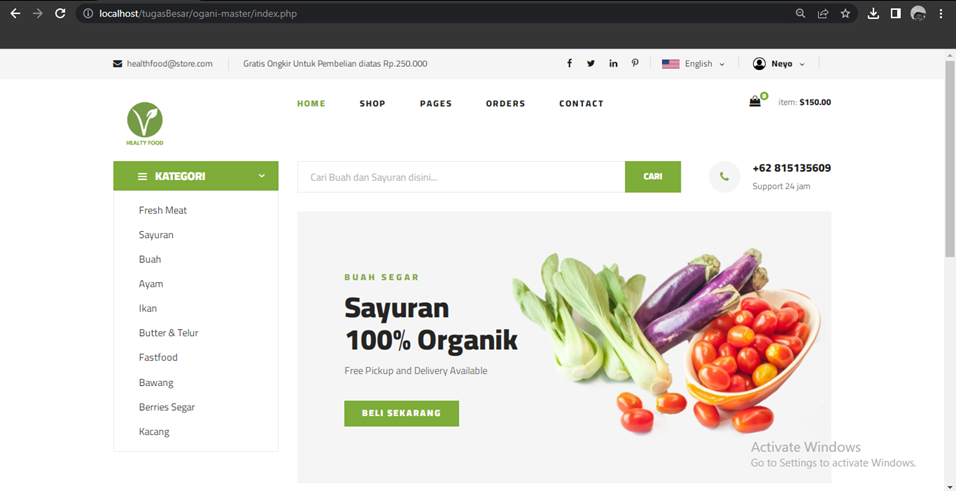 localhost/tugasBesar/ogani-master/index.php
healthfood@store.com Gratis Ongkir Untuk Pembelian diatas Rp.250.000 English Neyo
HOME SHOP PAGES ORDERS CONTACT 0 item: $150.00
HEALTY FOOD
KATEGORI Cari Buah dan Sayuran disini... CARI +62 815135609
Support 24 jam
Fresh Meat
Sayuran
Buah
Ayam
Ikan
Butter & Telur
Fastfood
Bawang
Berries Segar
Kacang
BUAH SEGAR
Sayuran
100% Organik
Free Pickup and Delivery Available
BELI SEKARANG
Activate Windows
Go to Settings to activate Windows.